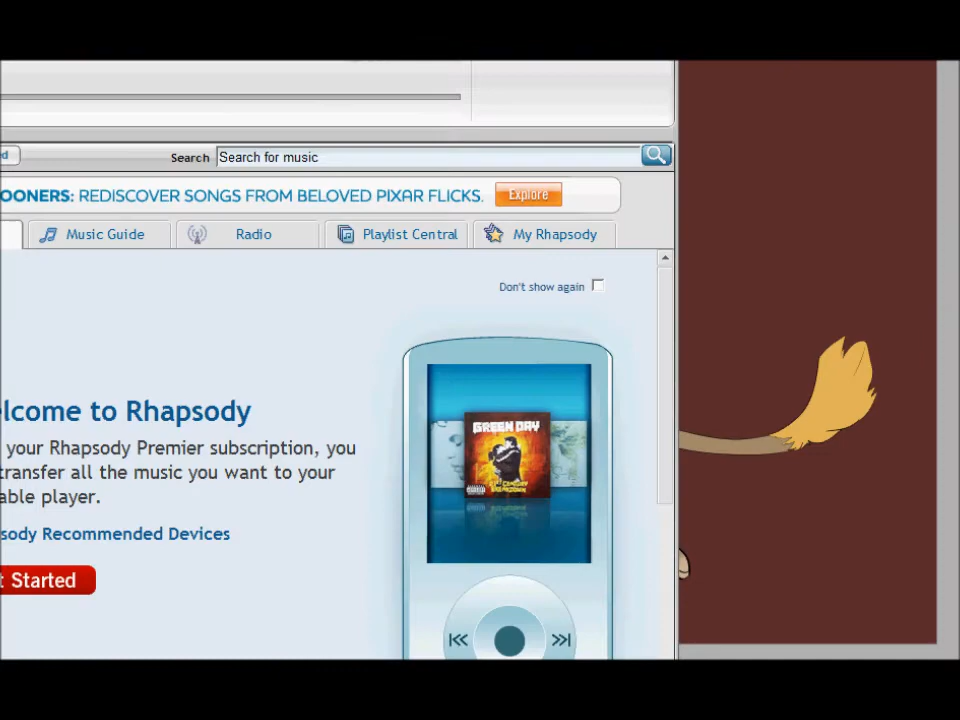 d
Search
Search for music
OONERS: REDISCOVER SONGS FROM BELOVED PIXAR FLICKS.
Explore
Music Guide
Radio
Playlist Central
My Rhapsody
Don't show again
GREEN DAY
lcome to Rhapsody
your Rhapsody Premier subscription, you
transfer all the music you want to your
able player.
sody Recommended Devices
t Started